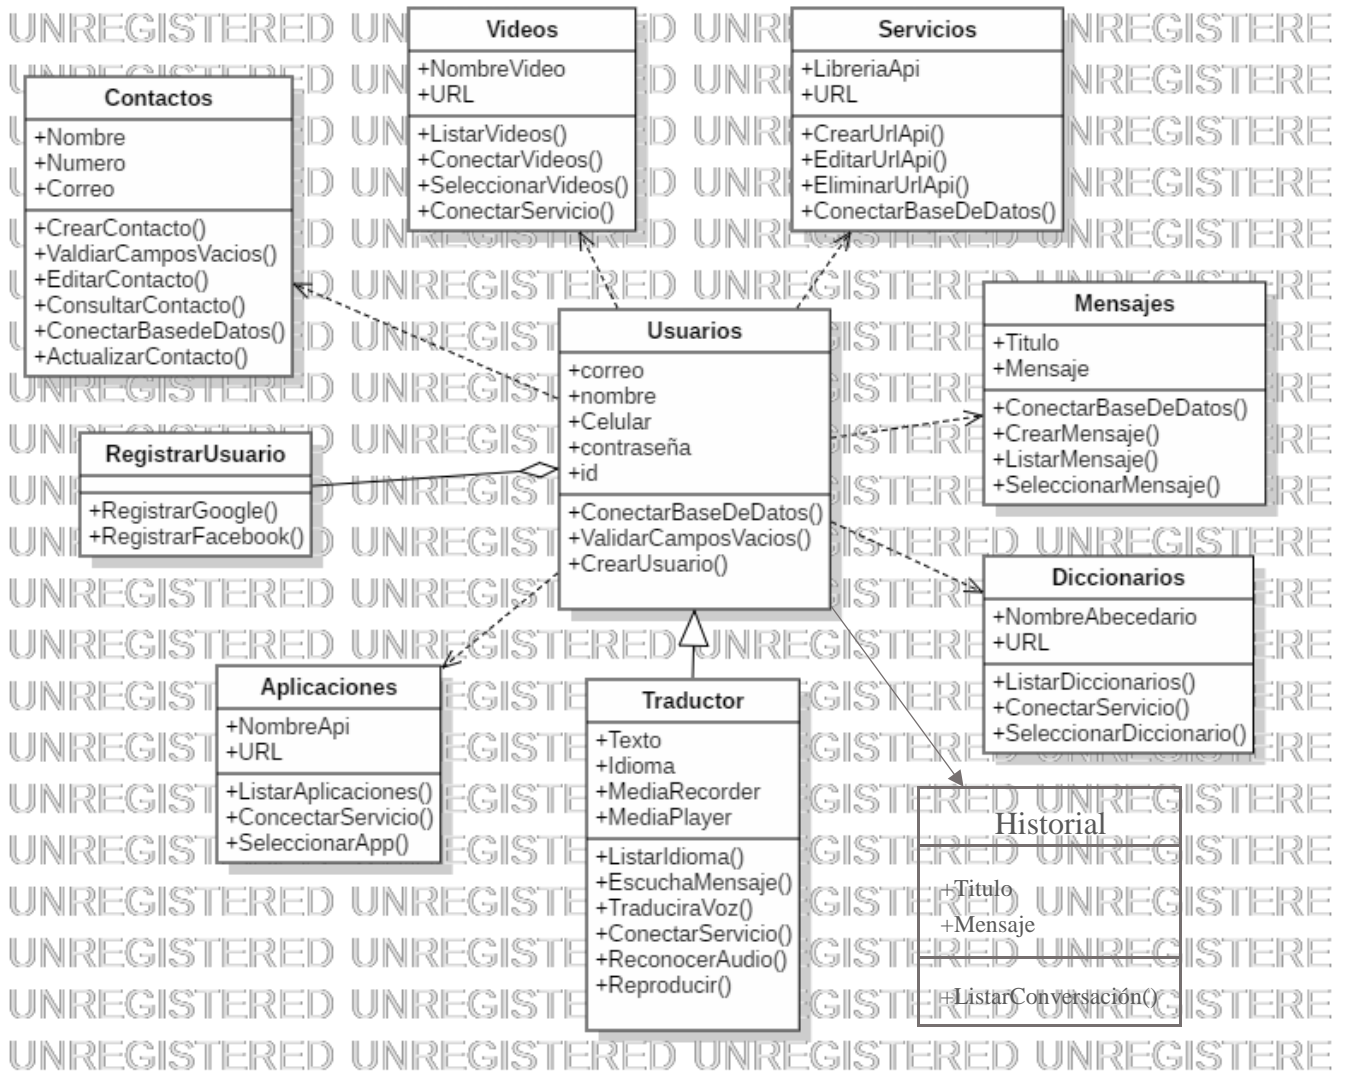 Videos
+NombreVideo
+URL
+ListarVideos()
+ConectarVideos()
+SeleccionarVideos()
+ConectarServicio()
Servicios
+LibreriaApi
+URL
+CrearUrlApi()
+EditarUrlApi()
+EliminarUrlApi()
+ConectarBaseDeDatos()
Contactos
+Nombre
+Numero
+Correo
+CrearContacto()
+ValdiarCamposVacios()
+EditarContacto()
+ConsultarContacto()
+ConectarBasedeDatos()
+ActualizarContacto()
Usuarios
+correo
+nombre
+Celular
+contraseña
+id
+ConectarBaseDeDatos()
+ValidarCamposVacios()
+CrearUsuario()
Mensajes
+Titulo
+Mensaje
+ConectarBaseDeDatos()
+CrearMensaje()
+ListarMensaje()
+SeleccionarMensaje()
RegistrarUsuario
+RegistrarGoogle()
+RegistrarFacebook()
Diccionarios
+NombreAbecedario
+URL
+ListarDiccionarios()
+ConectarServicio()
+SeleccionarDiccionario()
Aplicaciones
+NombreApi
+URL
+ListarAplicaciones()
+ConcectarServicio()
+SeleccionarApp()
Traductor
+Texto
+Idioma
+MediaRecorder
+MediaPlayer
+ListarIdioma()
+EscuchaMensaje()
+TraduciraVoz()
+ConectarServicio()
+ReconocerAudio()
+Reproducir()
Historial
+Titulo
+Mensaje
+ListarConversación()
UNREGISTERED UNREGISTERED UNREGISTERED UNREGISTERE